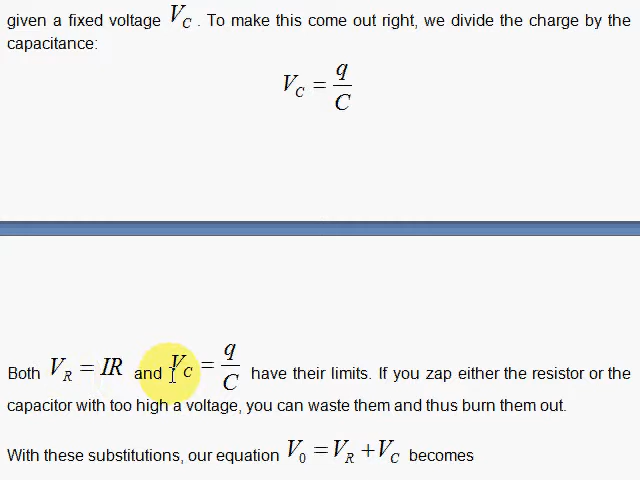 given a fixed voltage V_C . To make this come out right, we divide the charge by the
capacitance:
V_C = q/C
Both V_R = IR and V_C = q/C have their limits. If you zap either the resistor or the
capacitor with too high a voltage, you can waste them and thus burn them out.
With these substitutions, our equation V_0 = V_R + V_C becomes